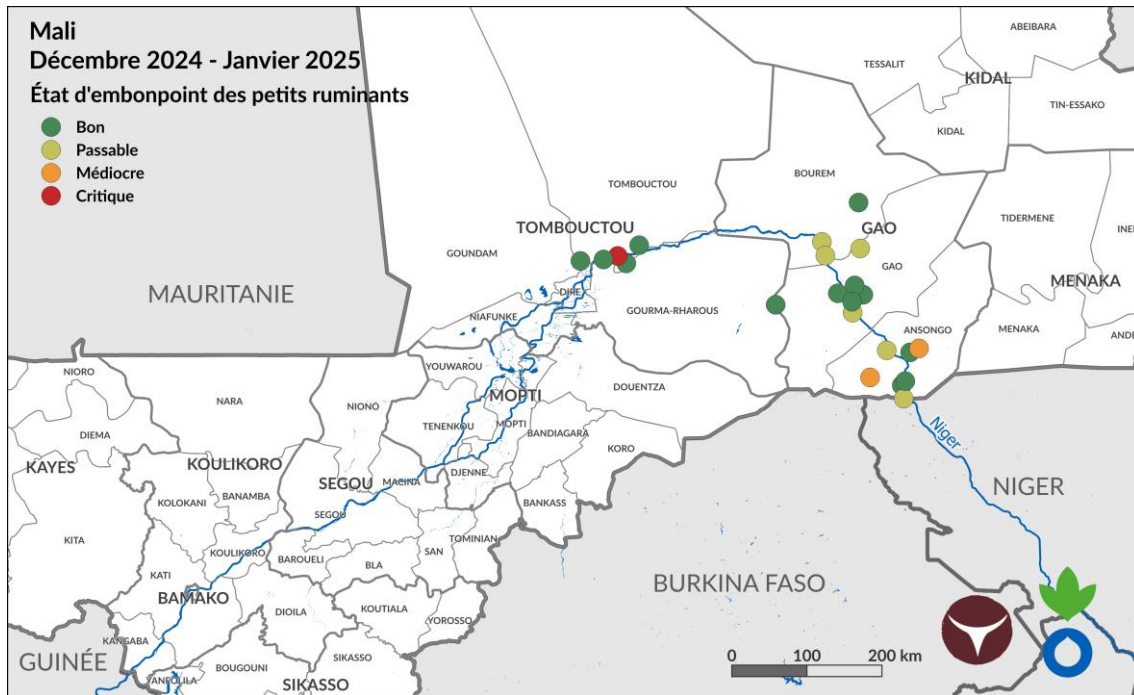 Mali
Décembre 2024 - Janvier 2025
État d'embonpoint des petits ruminants
Bon
Passable
Médiocre
Critique
ABEIBARA
TESSALIT
KIDAL
TIN-ESSAKO
KIDAL
TOMBOUCTOU
BOUREM
TIDERMENE
TOMBOUCTOU
GAO
GOUNDAM
GAO
MENAKA
MAURITANIE
DIRE
GOURMA-RHAROUS
NIAFUNKE
ANSONGO
MENAKA
NIORO
YOUWAROU
DOUENTZA
NARA
NIONO
MOPTI
TENENKOU
MOPTI
BANDIAGARA
DIEMA
KORO
Niger
KAYES
KOULIKORO
SEGOU
MACINA
DJENNE
NIGER
KOLOKANI
BANAMBA
BANKASS
SEGOU
KITA
TOMINIAN
KOULIKORO
BAROUELI
SAN
BLA
KATI
BURKINA FASO
BAMAKO
DIOILA
KOUTIALA
YOROSSO
KANGABA
GUINÉE
SIKASSO
BOUGOUNI
SIKASSO
0 100 200 km